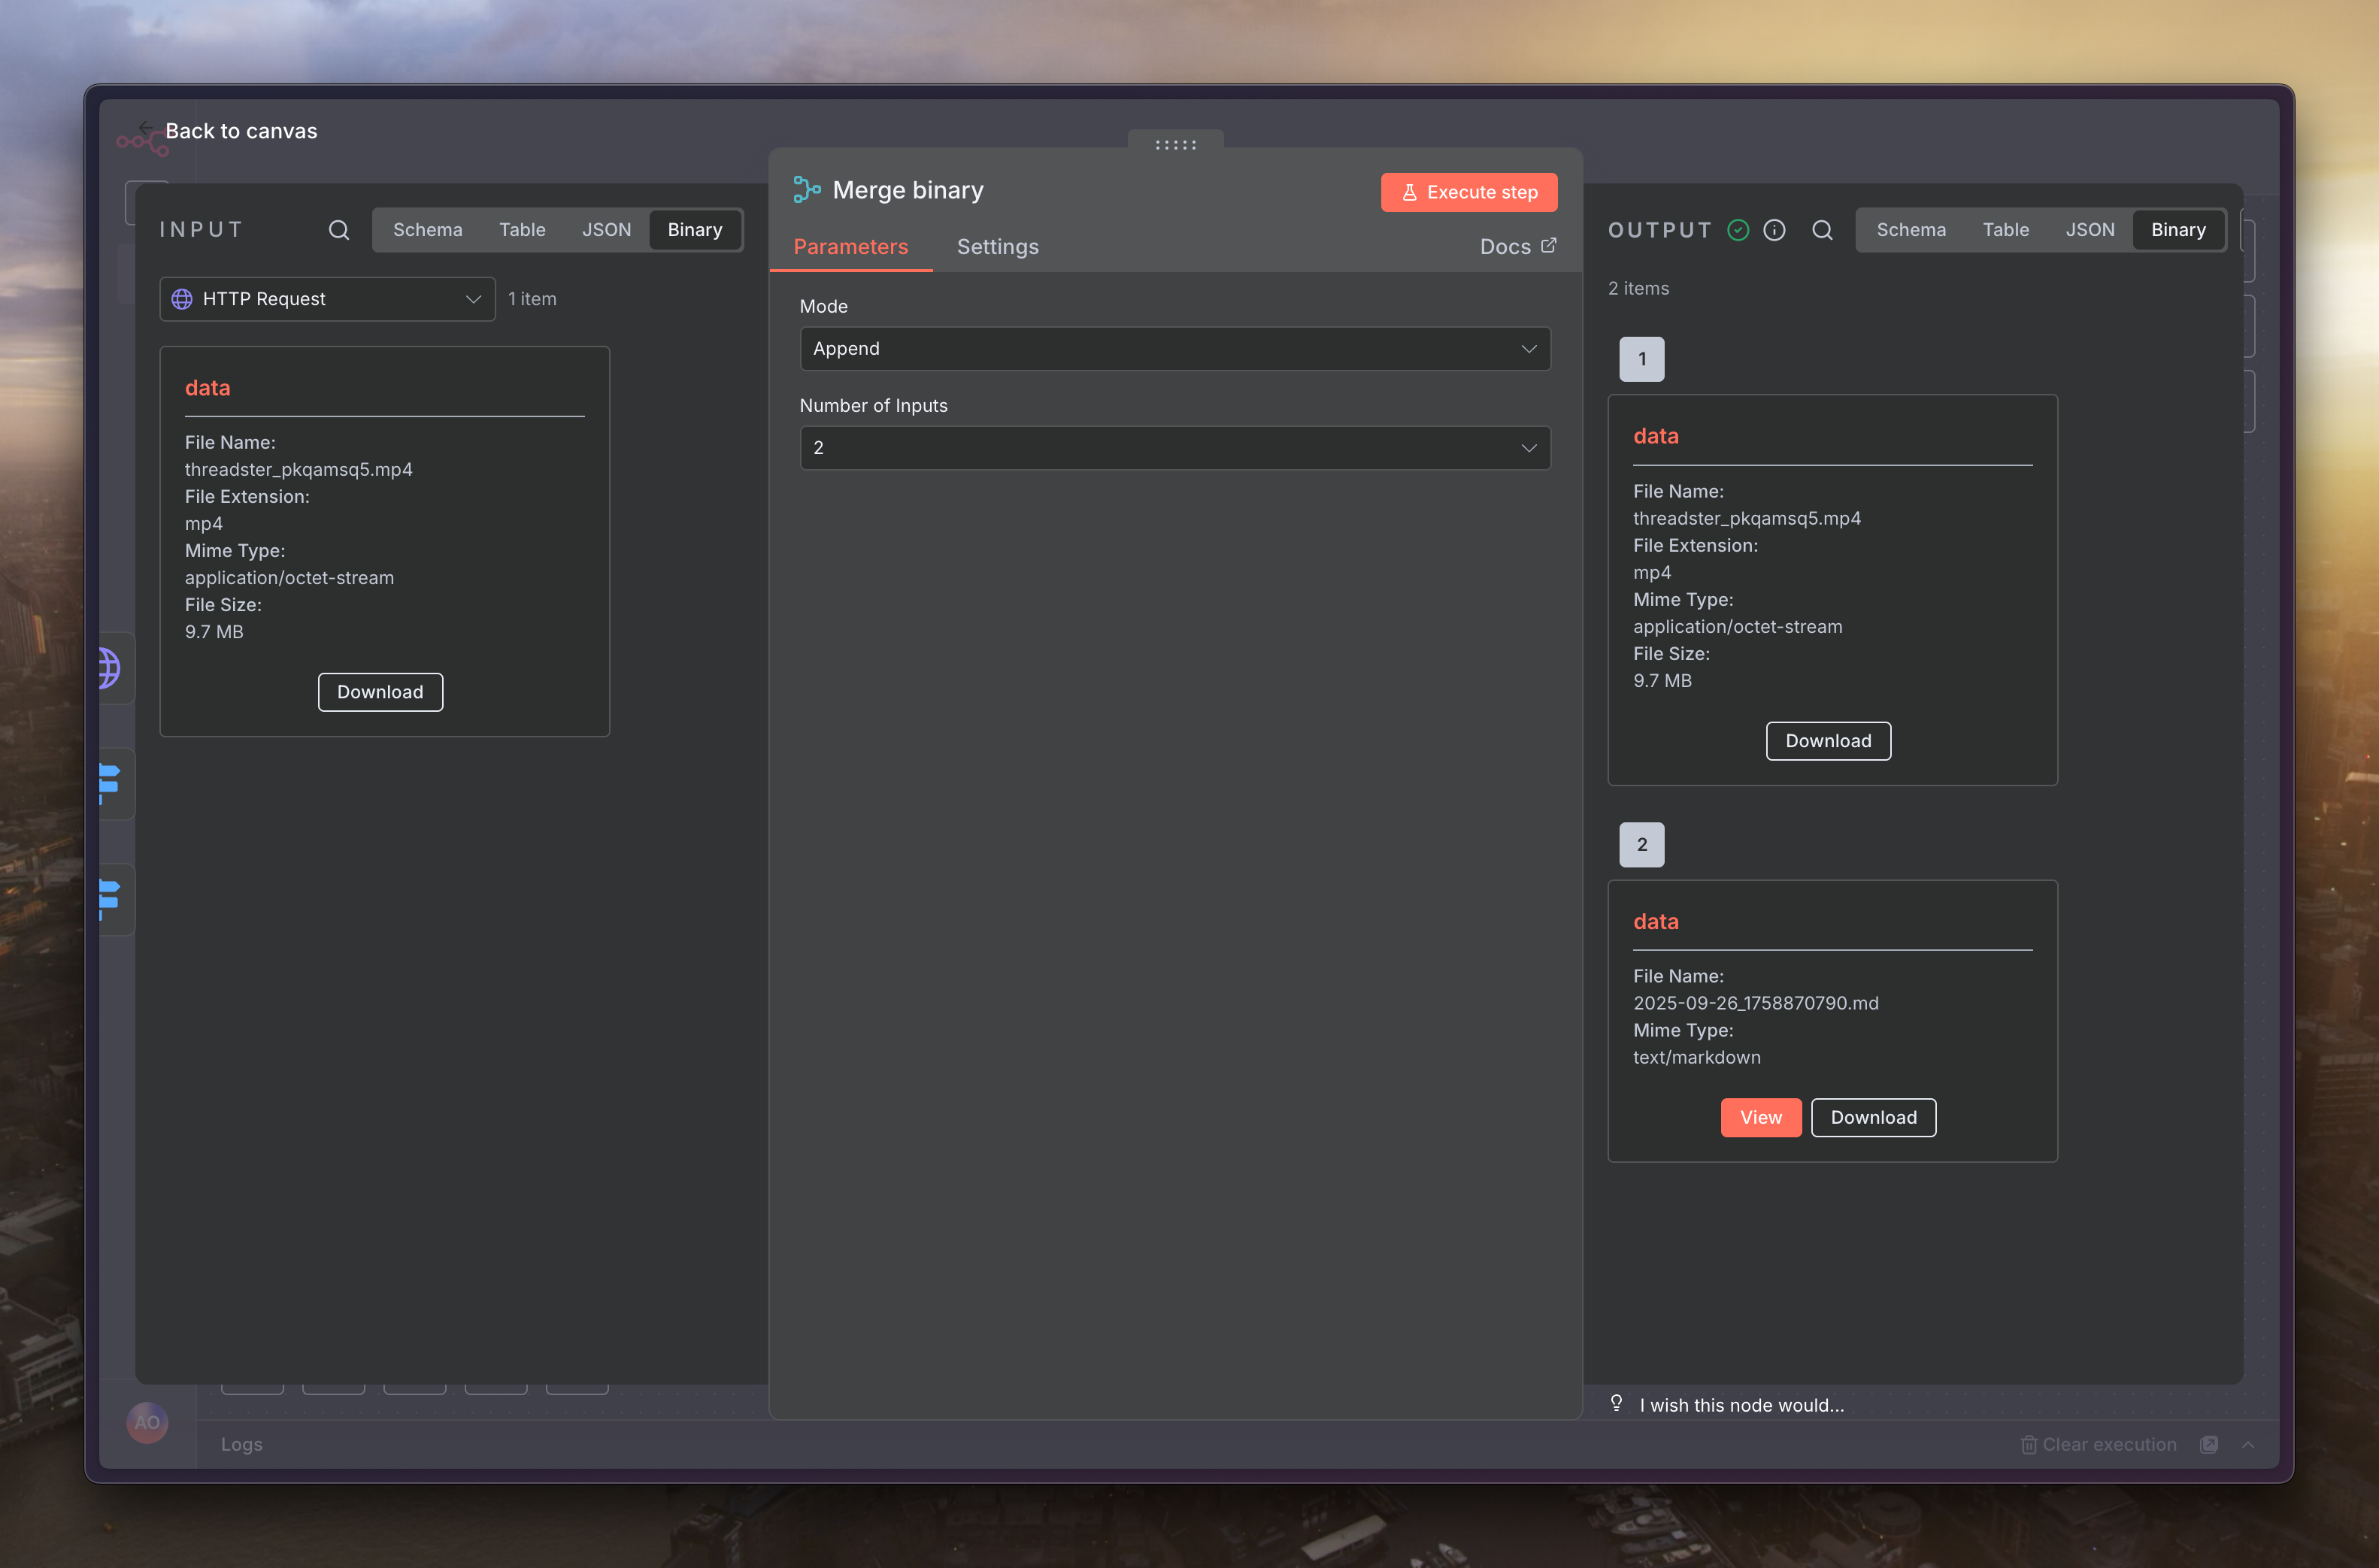 Back to canvas
INPUT
Schema
Table
JSON
Binary
HTTP Request
1 item
data
File Name:
threadster_pkqamsq5.mp4
File Extension:
mp4
Mime Type:
application/octet-stream
File Size:
9.7 MB
Download
Merge binary
Execute step
Parameters
Settings
Docs
Mode
Append
Number of Inputs
2
OUTPUT
Schema
Table
JSON
Binary
2 items
1
data
File Name:
threadster_pkqamsq5.mp4
File Extension:
mp4
Mime Type:
application/octet-stream
File Size:
9.7 MB
Download
2
data
File Name:
2025-09-26_1758870790.md
Mime Type:
text/markdown
View
Download
I wish this node would...
AO
Logs
Clear execution